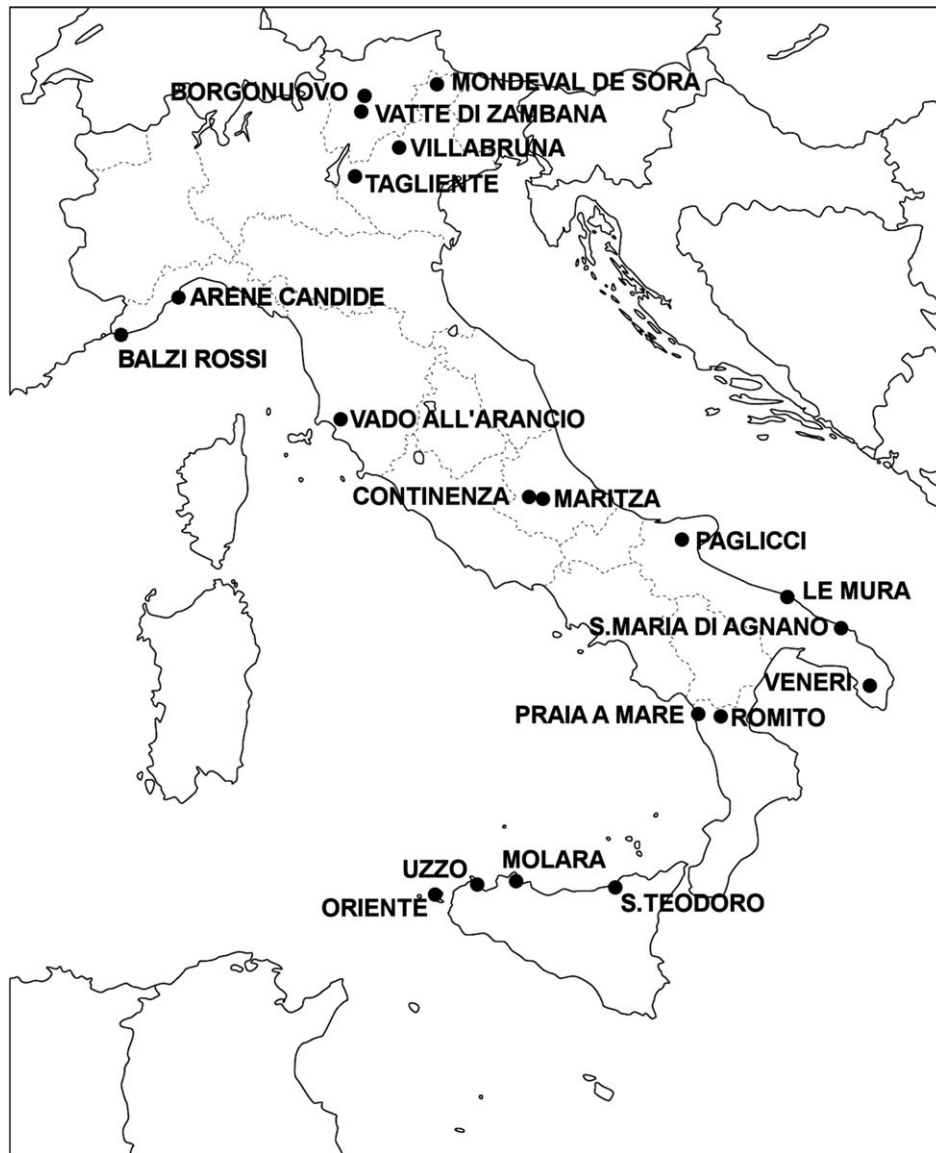 MONDEVAL DE SORA
BORGONUOVO
VATTE DI ZAMBANA
VILLABRUNA
TAGLIENTE
ARENE CANDIDE
BALZI ROSSI
VADO ALL'ARANCIO
CONTINENZA
MARITZA
PAGLICCI
LE MURA
S.MARIA DI AGNANO
VENERI
PRAIA A MARE
ROMITO
MOLARA
UZZO
ORIENTE
S.TEODORO